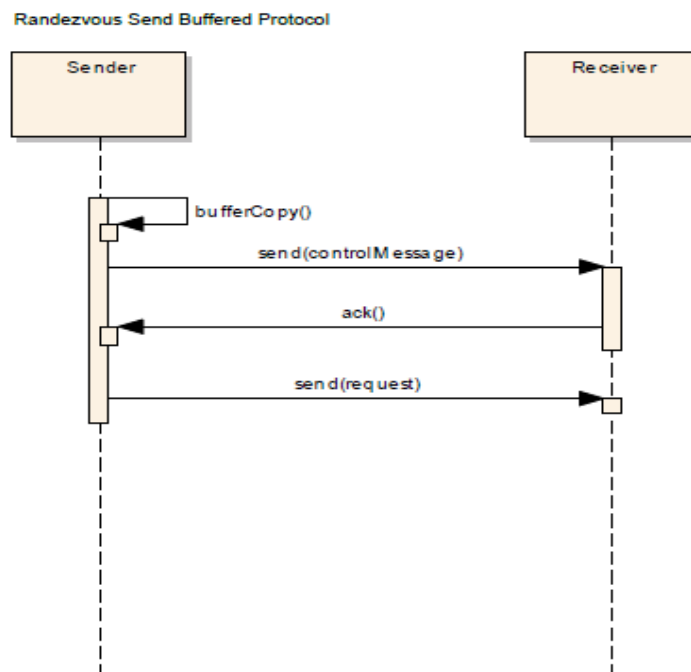 Randezvous Send Buffered Protocol
Sender
Receiver
bufferCopy()
send(controlMessage)
ack()
send(request)